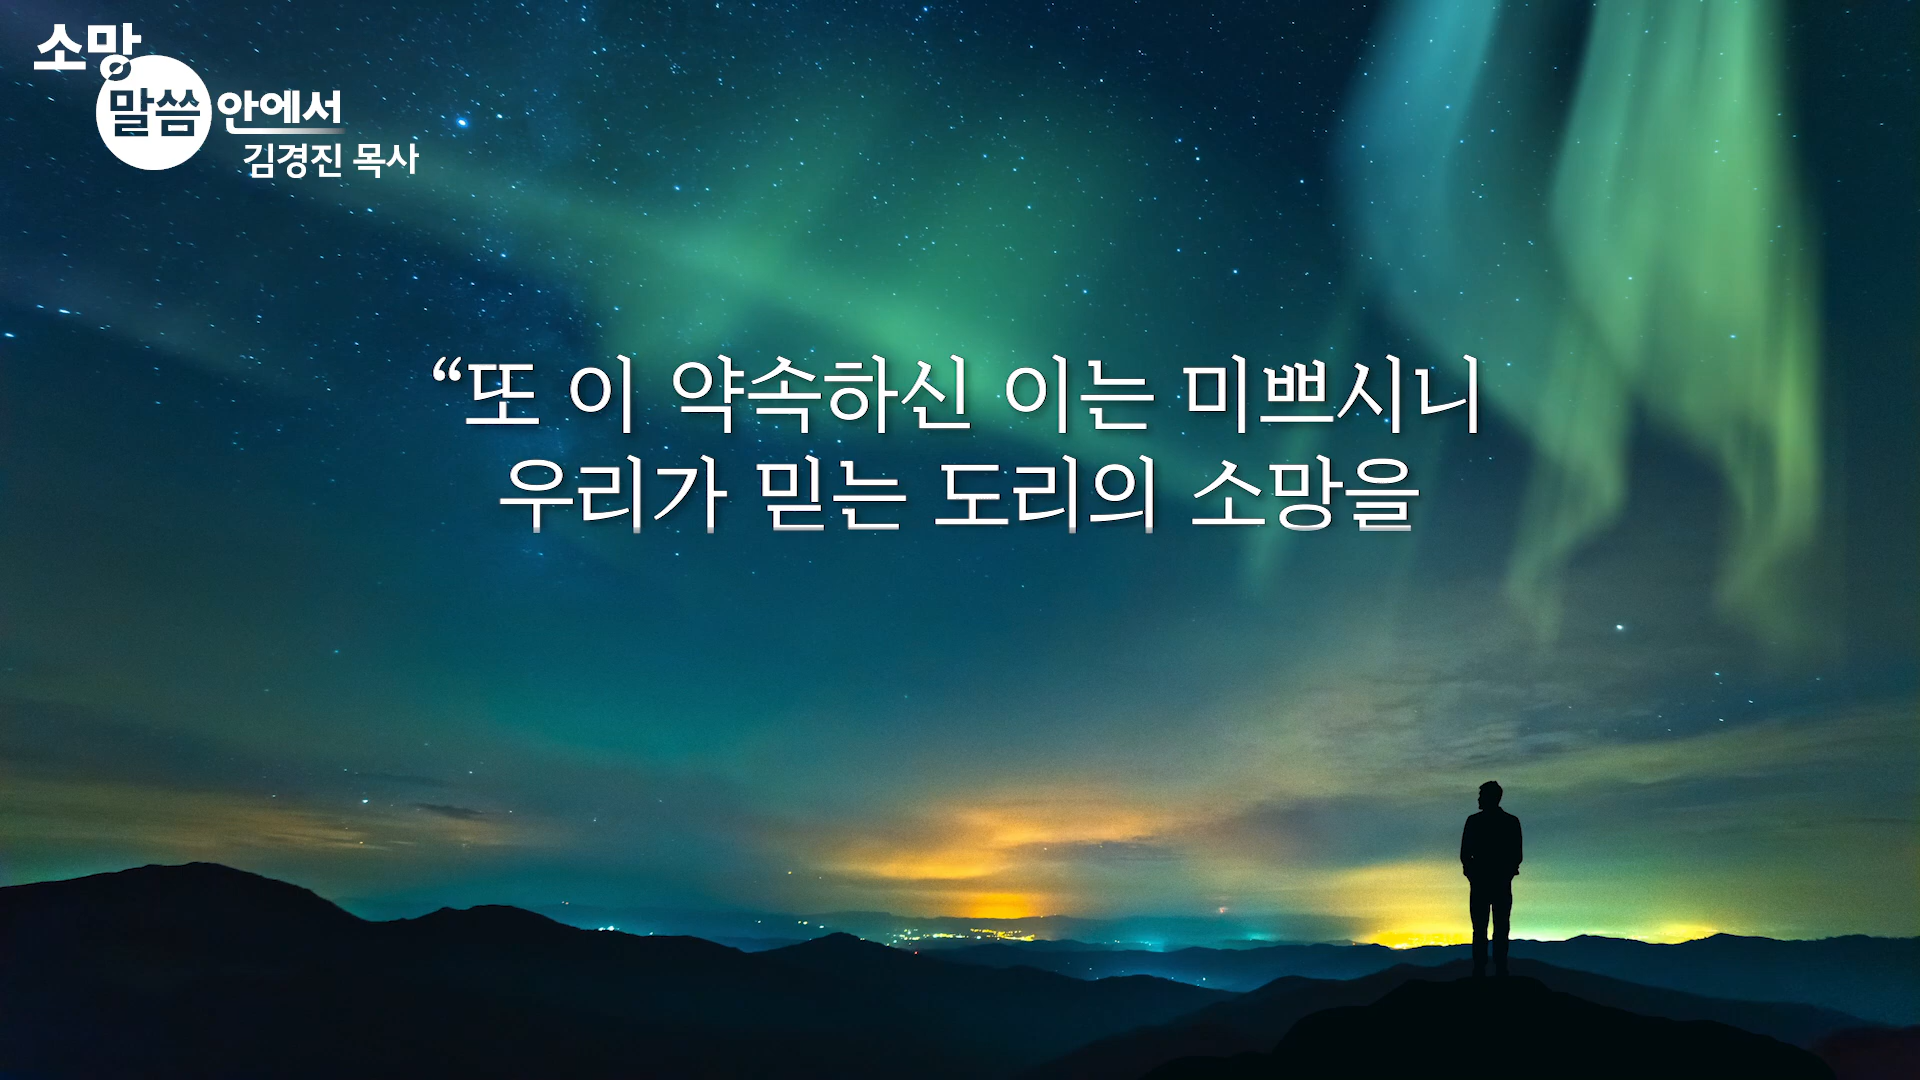 소망
말씀 안에서
김경진 목사
“또 이 약속하신 이는 미쁘시니
우리가 믿는 도리의 소망을